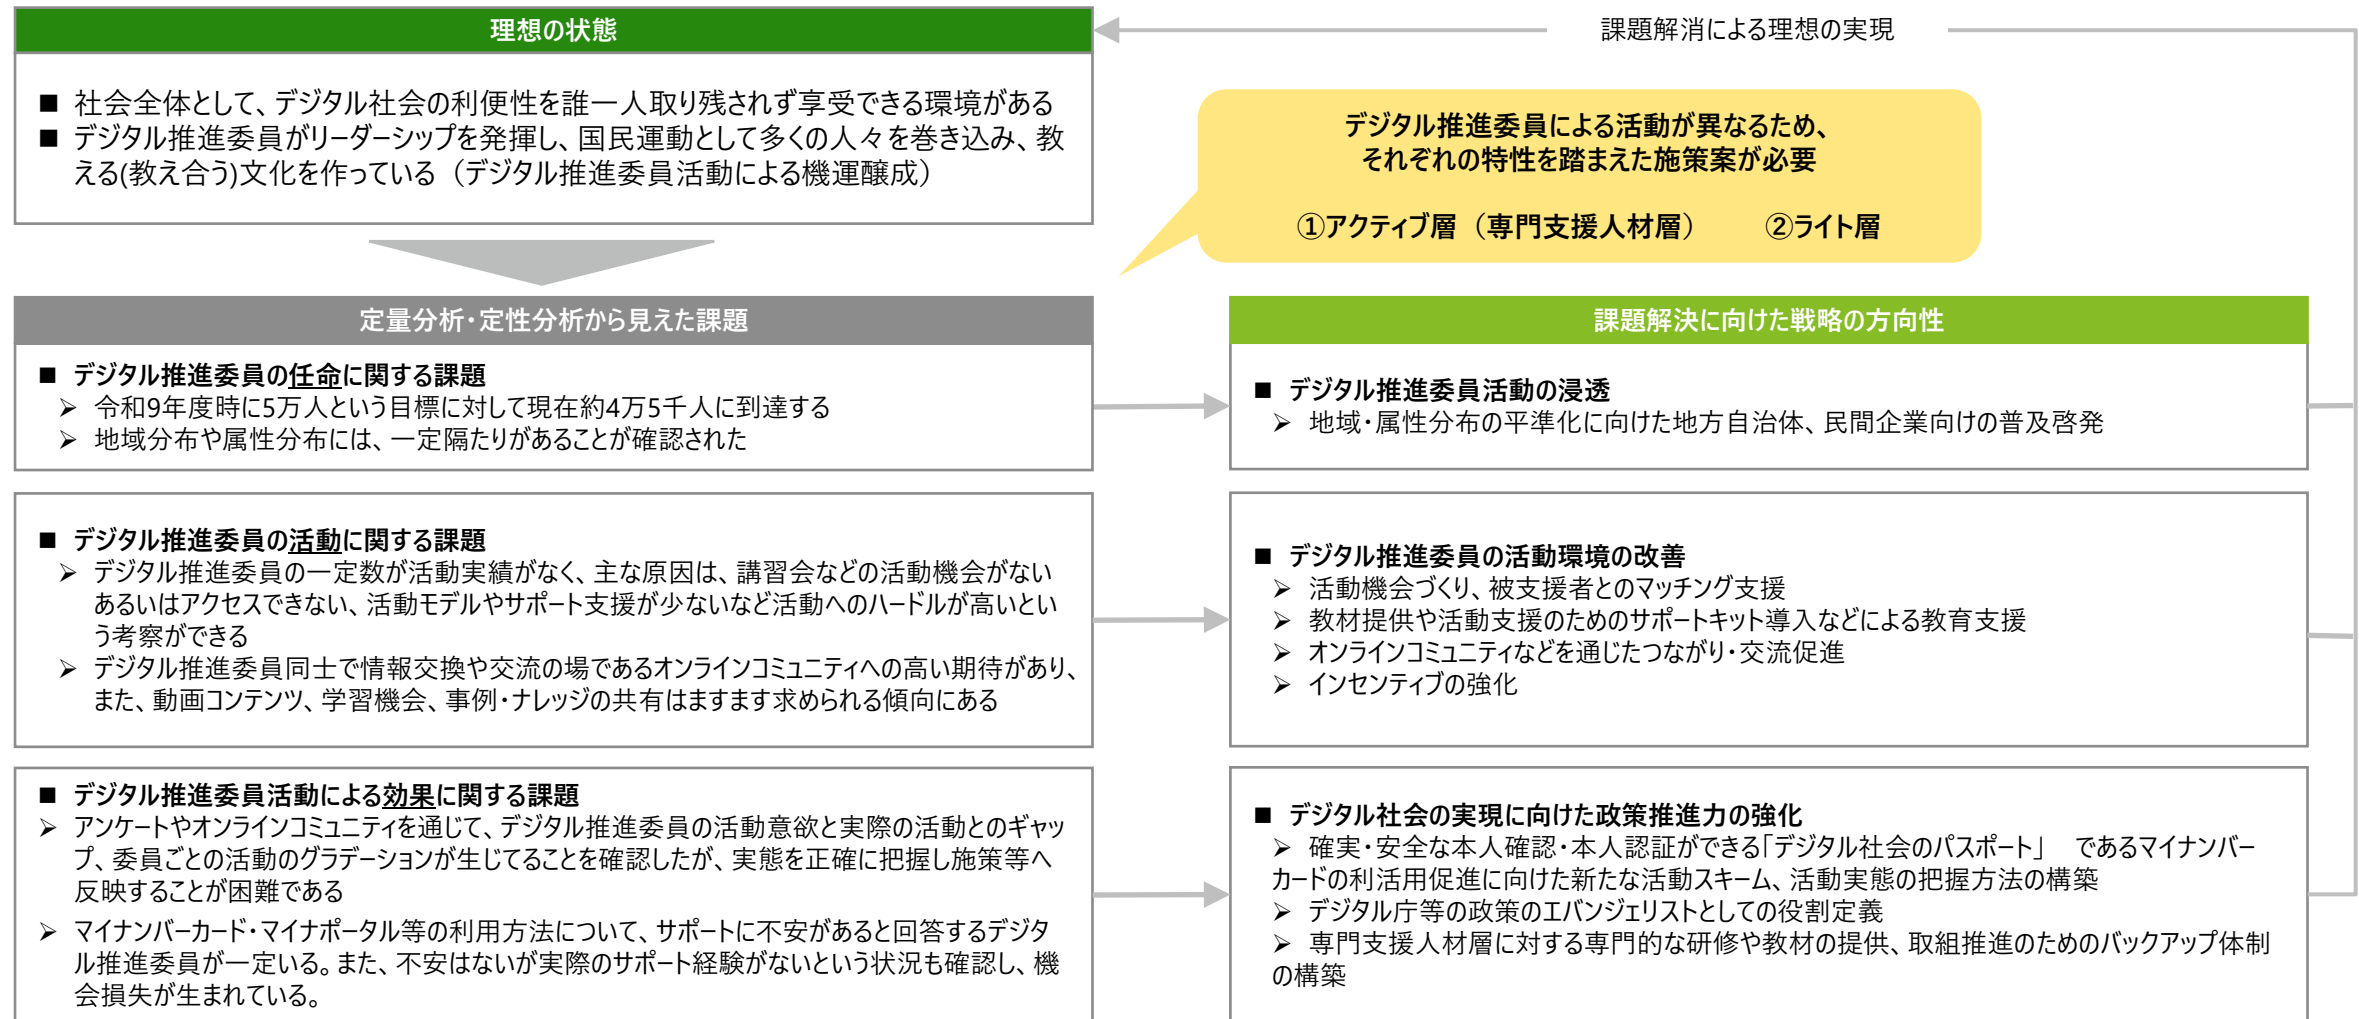 理想の状態
課題解消による理想の実現
■ 社会全体として、デジタル社会の利便性を誰一人取り残されず享受できる環境がある
■ デジタル推進委員がリーダーシップを発揮し、国民運動として多くの人々を巻き込み、教
える(教え合う)文化を作っている（デジタル推進委員活動による機運醸成）
デジタル推進委員による活動が異なるため、
それぞれの特性を踏まえた施策案が必要
①アクティブ層（専門支援人材層） ②ライト層
定量分析・定性分析から見えた課題
■ デジタル推進委員の任命に関する課題
➢ 令和9年度時に5万人という目標に対して現在約4万5千人に到達する
➢ 地域分布や属性分布には、一定隔たりがあることが確認された
■ デジタル推進委員の活動に関する課題
➢ デジタル推進委員の一定数が活動実績がなく、主な原因は、講習会などの活動機会がない
あるいはアクセスできない、活動モデルやサポート支援が少ないなど活動へのハードルが高いとい
う考察ができる
➢ デジタル推進委員同士で情報交換や交流の場であるオンラインコミュニティへの高い期待があり、
また、動画コンテンツ、学習機会、事例・ナレッジの共有はますます求められる傾向にある
■ デジタル推進委員活動による効果に関する課題
➢ アンケートやオンラインコミュニティを通じて、デジタル推進委員の活動意欲と実際の活動とのギャッ
プ、委員ごとの活動のグラデーションが生じてることを確認したが、実態を正確に把握し施策等へ
反映することが困難である
➢ マイナンバーカード・マイナポータル等の利用方法について、サポートに不安があると回答するデジタ
ル推進委員が一定いる。また、不安はないが実際のサポート経験がないという状況も確認し、機
会損失が生まれている。
課題解決に向けた戦略の方向性
■ デジタル推進委員活動の浸透
➢ 地域・属性分布の平準化に向けた地方自治体、民間企業向けの普及啓発
■ デジタル推進委員の活動環境の改善
➢ 活動機会づくり、被支援者とのマッチング支援
➢ 教材提供や活動支援のためのサポートキット導入などによる教育支援
➢ オンラインコミュニティなどを通じたつながり・交流促進
➢ インセンティブの強化
■ デジタル社会の実現に向けた政策推進力の強化
➢ 確実・安全な本人確認・本人認証ができる「デジタル社会のパスポート」 であるマイナンバー
カードの利活用促進に向けた新たな活動スキーム、活動実態の把握方法の構築
➢ デジタル庁等の政策のエバンジェリストとしての役割定義
➢ 専門支援人材層に対する専門的な研修や教材の提供、取組推進のためのバックアップ体制
の構築